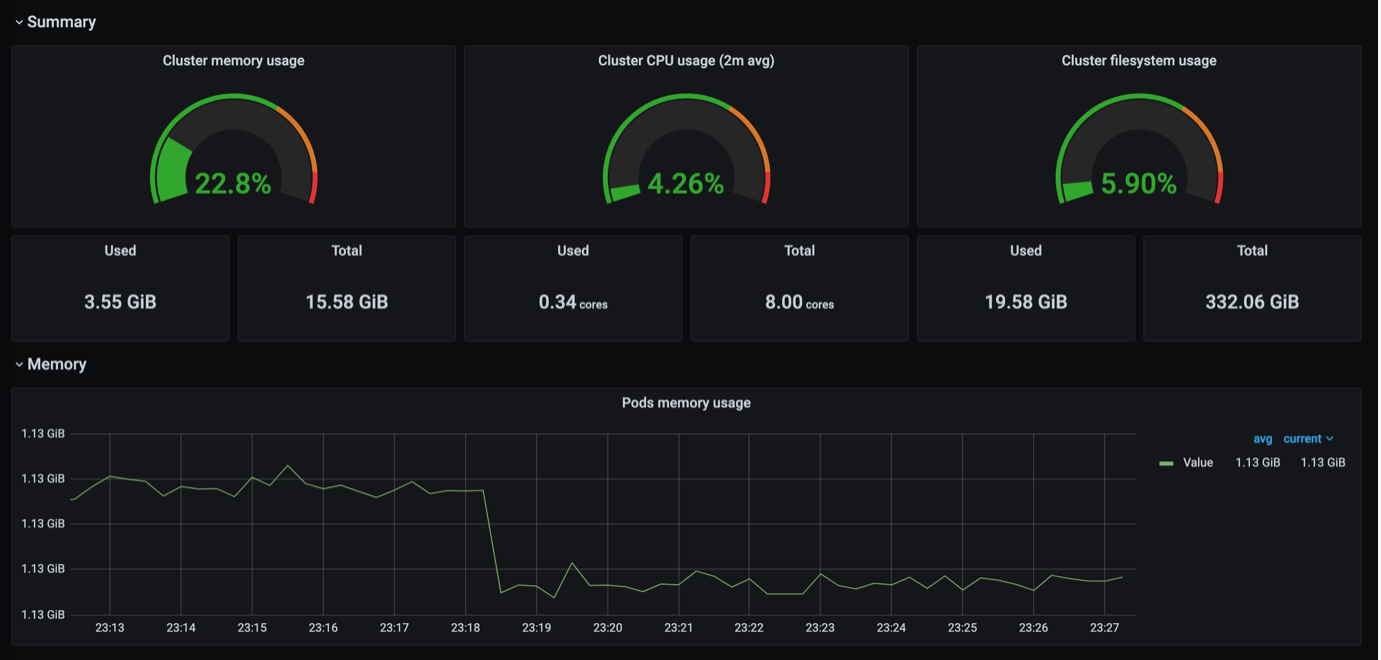 Summary
Cluster memory usage
Cluster CPU usage (2m avg)
Cluster filesystem usage
22.8%
4.26%
5.90%
Used
Total
Used
Total
Used
Total
3.55 GiB
15.58 GiB
0.34 cores
8.00 cores
19.58 GiB
332.06 GiB
Memory
Pods memory usage
1.13 GiB
1.13 GiB
1.13 GiB
1.13 GiB
1.13 GiB
23:13 23:14 23:15 23:16 23:17 23:18 23:19 23:20 23:21 23:22 23:23 23:24 23:25 23:26 23:27
avg current
Value 1.13 GiB 1.13 GiB